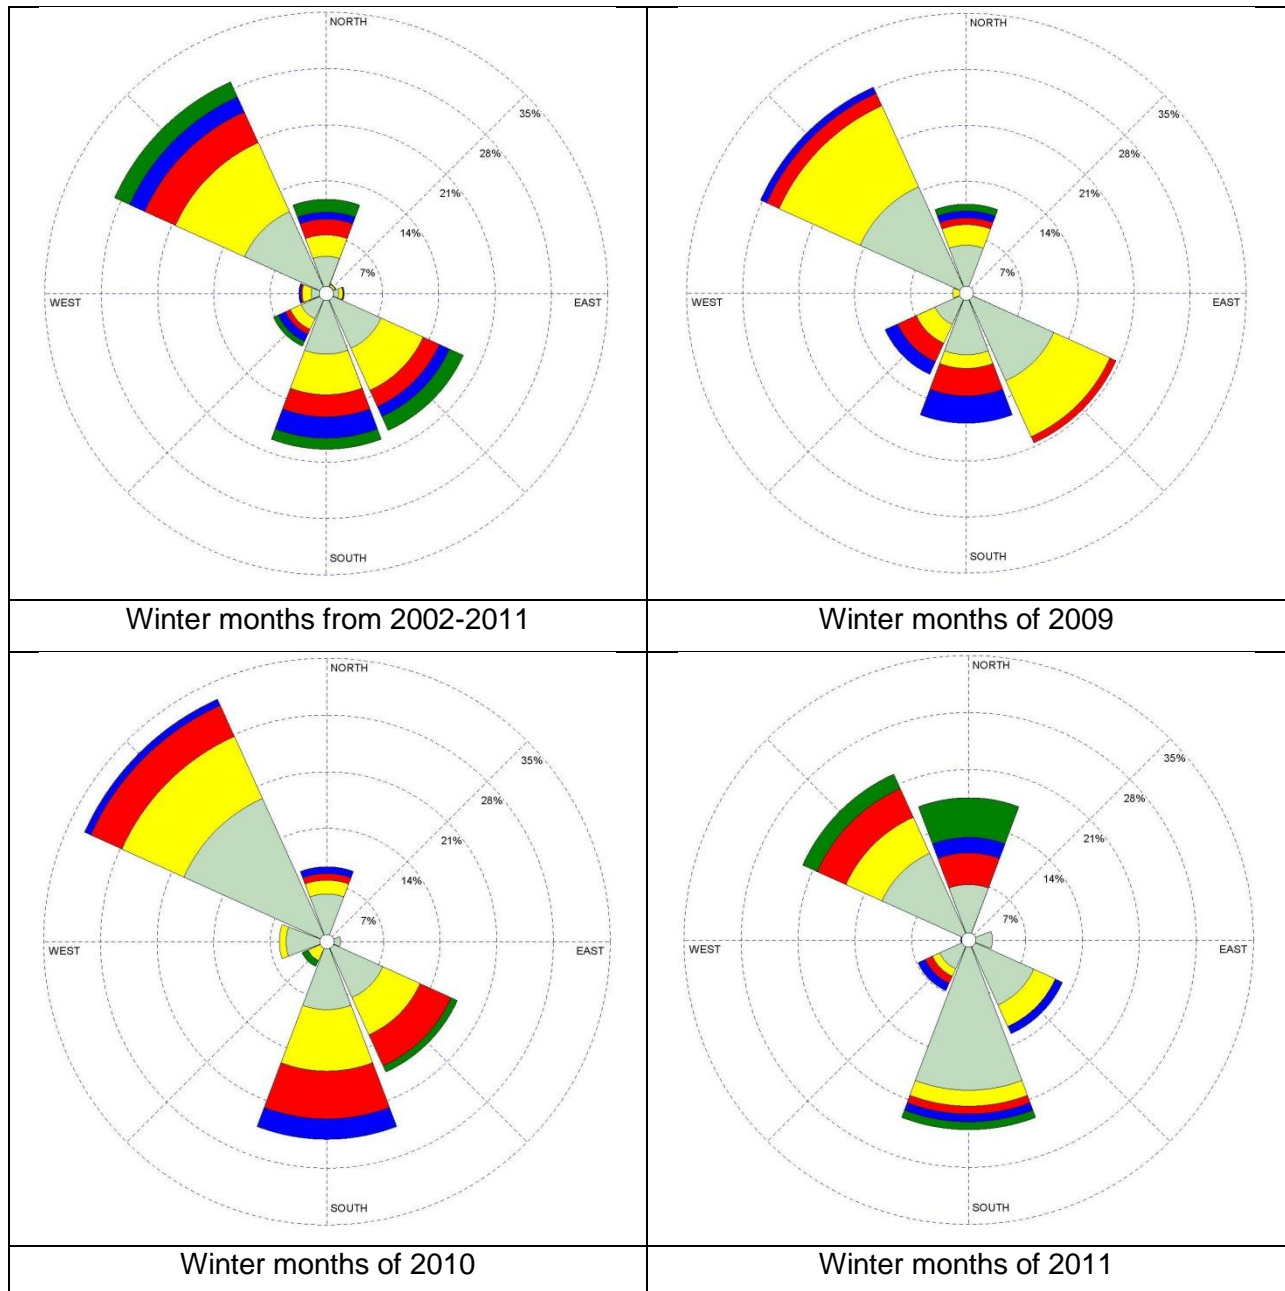 NORTH
35%
28%
21%
14%
7%
WEST
EAST
SOUTH
Winter months from 2002-2011
NORTH
35%
28%
21%
14%
7%
WEST
EAST
SOUTH
Winter months of 2009
NORTH
35%
28%
21%
14%
7%
WEST
EAST
SOUTH
Winter months of 2010
NORTH
35%
28%
21%
14%
7%
WEST
EAST
SOUTH
Winter months of 2011